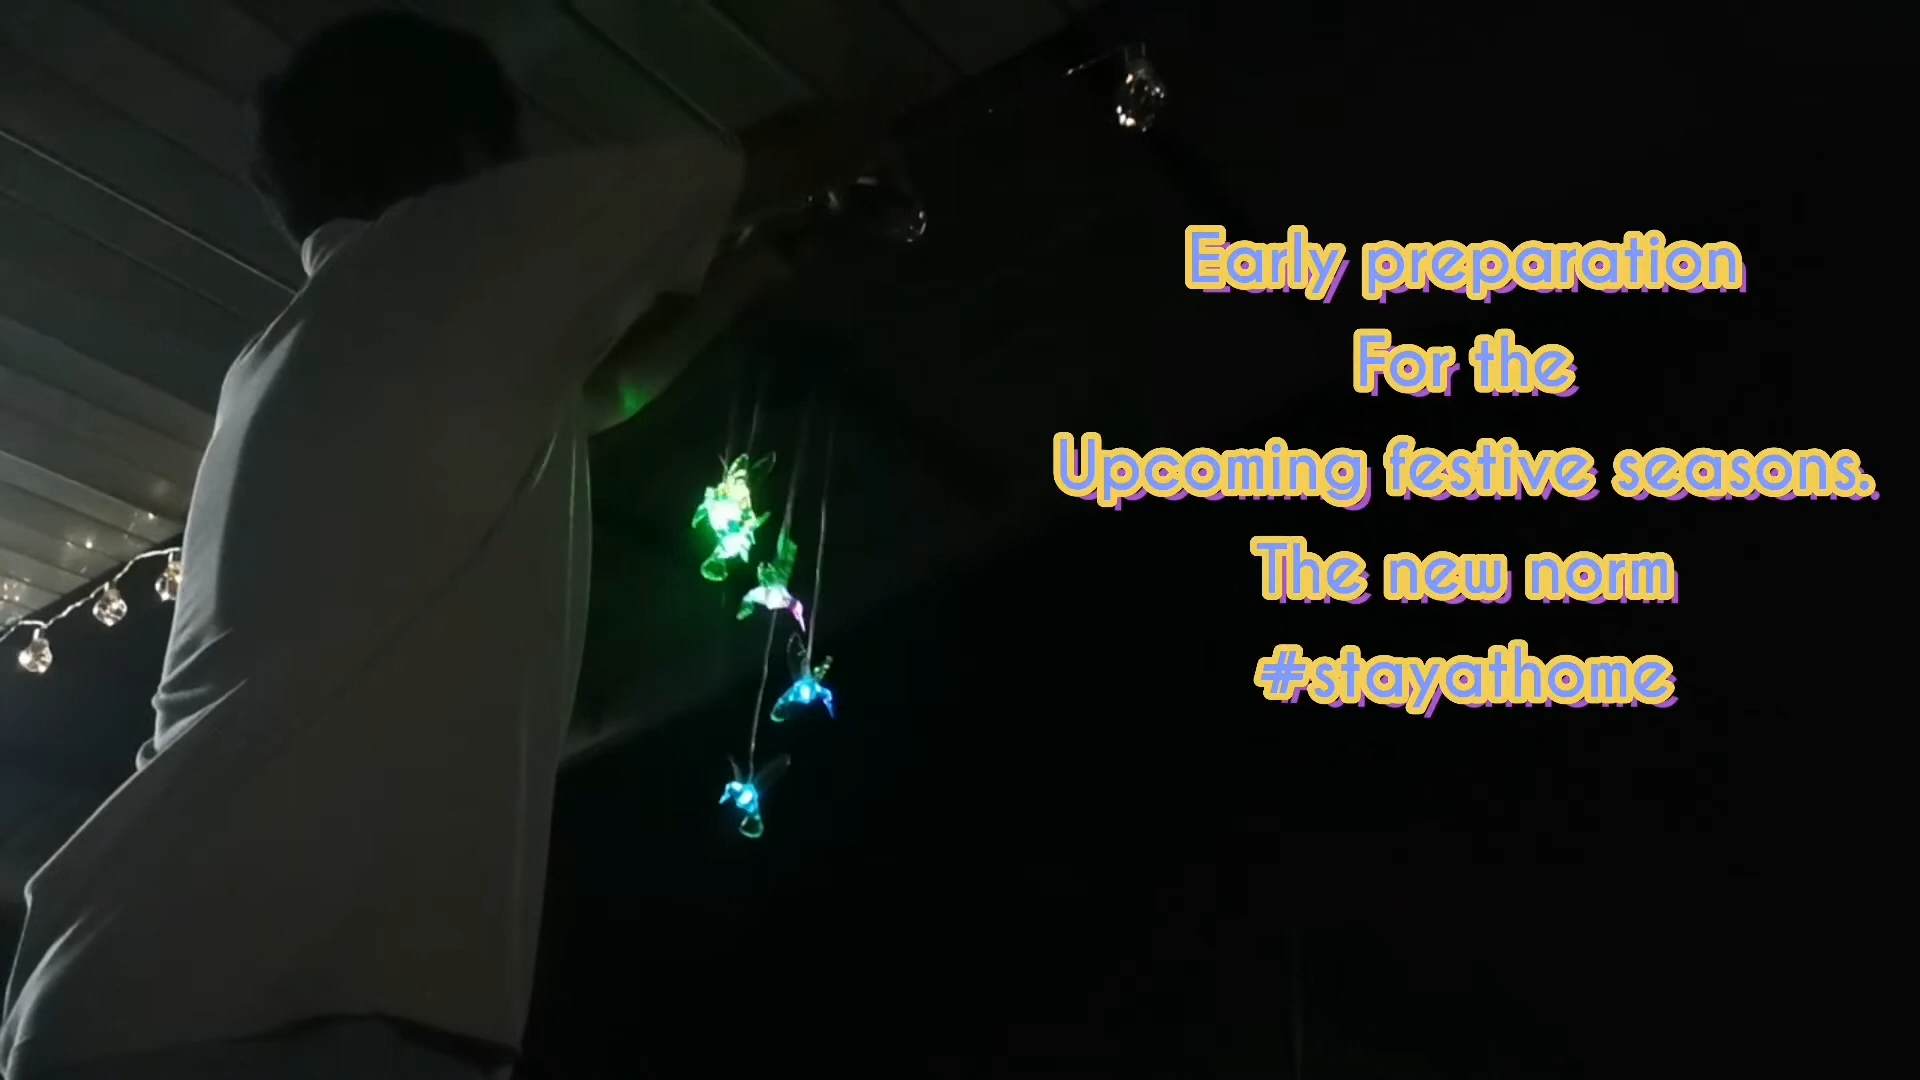 Early preparation
For the
Upcoming festive seasons.
The new norm
#stayathome